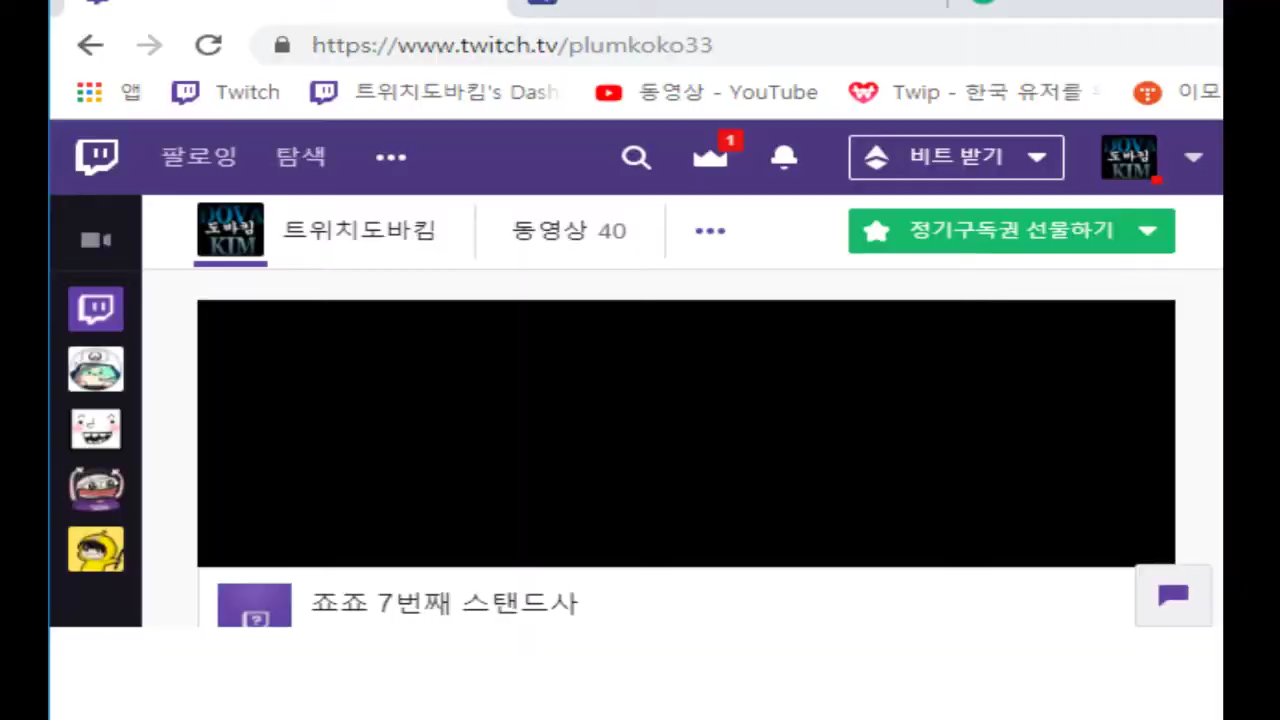 https://www.twitch.tv/plumkoko33
앱 Twitch 트위치도바킴's Dash 동영상 - YouTube Twip - 한국 유저를 이모
팔로잉 탐색 1 비트 받기 도바킴 KIM
도바킴 KIM 트위치도바킴 동영상 40 정기구독권 선물하기
죠죠 7번째 스탠드사